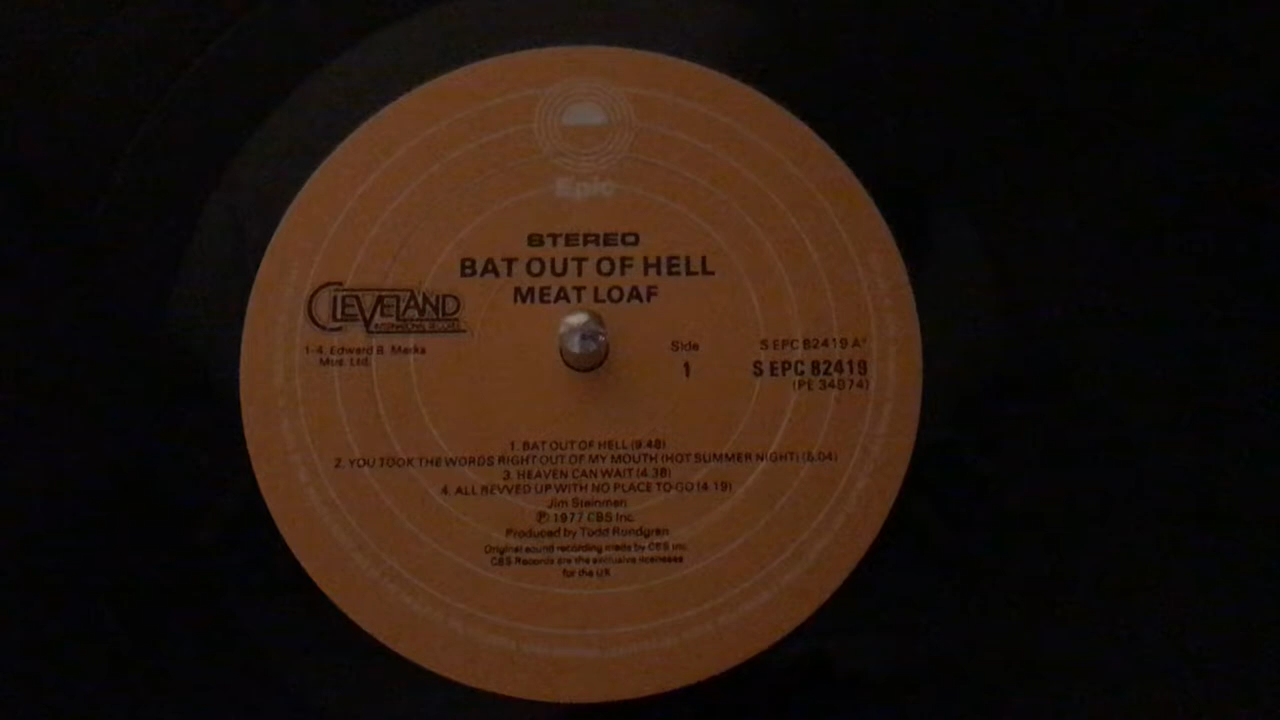 Epic
STEREO
BAT OUT OF HELL
MEAT LOAF
CLEVELAND
INTERNATIONAL RECORDS
1-4. Edward B. Marks
Mus. Ltd.
Side
1
S EPC 82419 A
S EPC 82419
(PE 34974)
1. BAT OUT OF HELL (9.48)
2. YOU TOOK THE WORDS RIGHT OUT OF MY MOUTH (HOT SUMMER NIGHT) (5.04)
3. HEAVEN CAN WAIT (4.38)
4. ALL REVVED UP WITH NO PLACE TO GO (4.19)
Jim Steinman
℗ 1977 CBS Inc.
Produced by Todd Rundgren
Original sound recording made by CBS Inc.
CBS Records are the exclusive licensees
for the UK